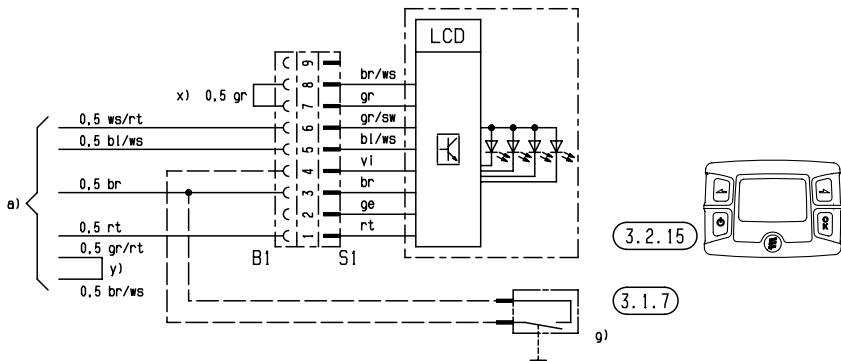 LCD
9
br/ws
8
x) 0,5 gr
gr
7
0,5 ws/rt
gr/sw
6
0,5 bl/ws
bl/ws
5
vi
4
0,5 br
br
3
a)
ge
2
0,5 rt
rt
1
0,5 gr/rt
B1
S1
y)
0,5 br/ws
3.2.15
OK
3.1.7
g)